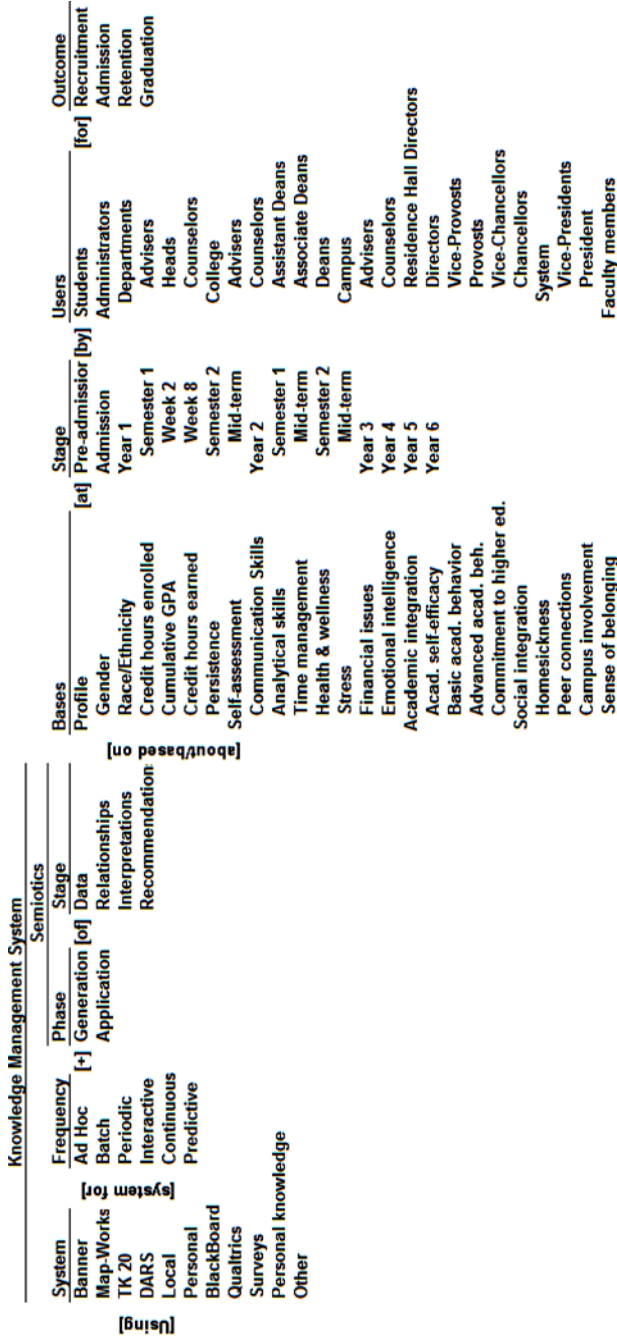 Knowledge Management System
Semiotics
[Using]
System
Banner
Map-Works
TK 20
DARS
Local
Personal
BlackBoard
Qualtrics
Surveys
Personal knowledge
Other
[system for]
Frequency
Ad Hoc
Batch
Periodic
Interactive
Continuous
Predictive
[+]
Phase
Generation
Application
[of]
Stage
Data
Relationships
Interpretations
Recommendation
[about/based on]
Bases
Profile
Gender
Race/Ethnicity
Credit hours enrolled
Cumulative GPA
Credit hours earned
Persistence
Self-assessment
Communication Skills
Analytical skills
Time management
Health & wellness
Stress
Financial issues
Emotional intelligence
Academic integration
Acad. self-efficacy
Basic acad. behavior
Advanced acad. beh.
Commitment to higher ed.
Social integration
Homesickness
Peer connections
Campus involvement
Sense of belonging
[at]
Stage
Pre-admissior
Admission
Year 1
Semester 1
Week 2
Week 8
Semester 2
Mid-term
Year 2
Semester 1
Mid-term
Semester 2
Mid-term
Year 3
Year 4
Year 5
Year 6
[by]
Users
Students
Administrators
Departments
Advisers
Heads
Counselors
College
Advisers
Counselors
Assistant Deans
Associate Deans
Deans
Campus
Advisers
Counselors
Residence Hall Directors
Directors
Vice-Provosts
Provosts
Vice-Chancellors
Chancellors
System
Vice-Presidents
President
Faculty members
[for]
Outcome
Recruitment
Admission
Retention
Graduation